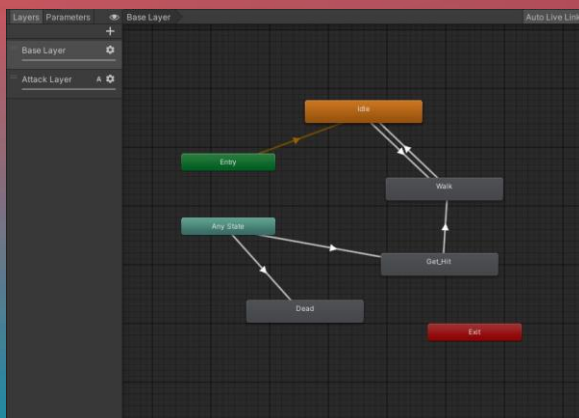 Layers Parameters Base Layer Auto Live Link
Base Layer
Attack Layer A
Idle
Entry
Walk
Any State
Get_Hit
Dead
Exit